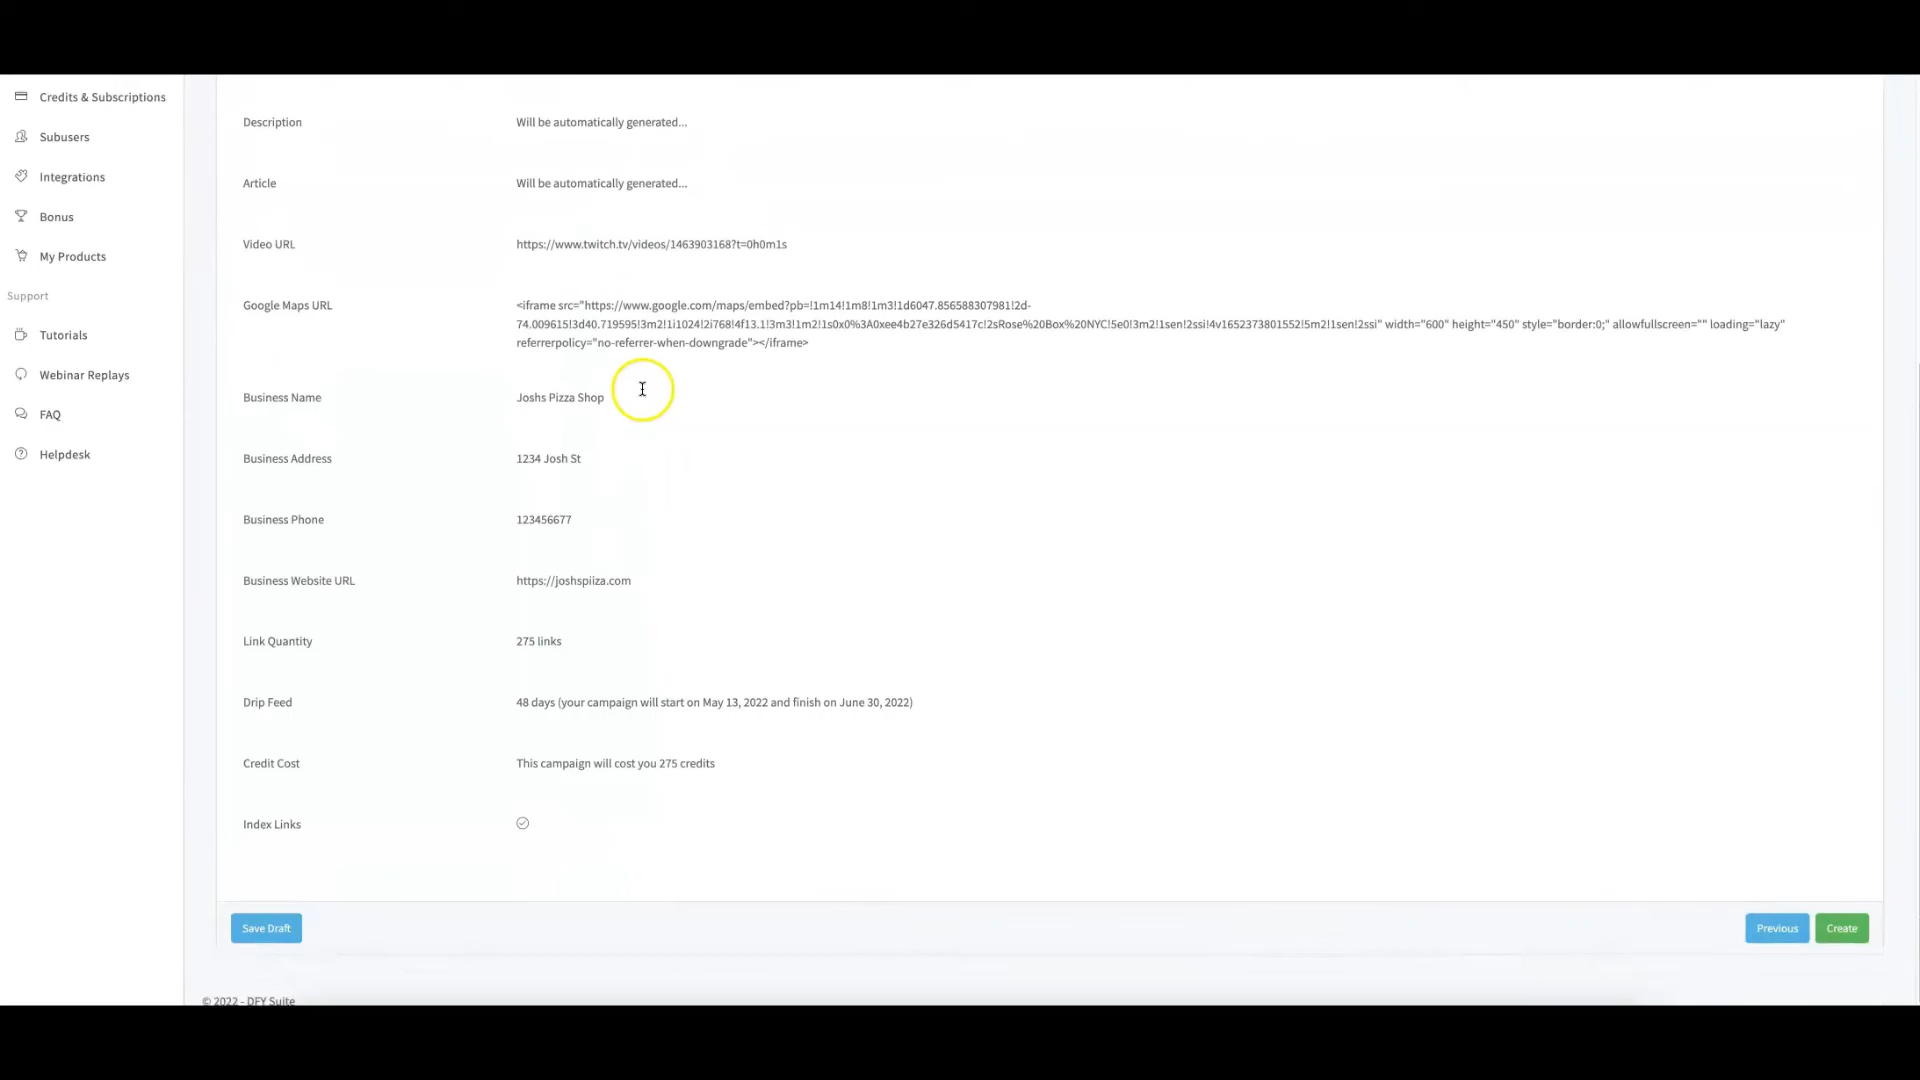 Credits & Subscriptions
Subusers
Integrations
Bonus
My Products
Support
Tutorials
Webinar Replays
FAQ
Helpdesk
Description
Will be automatically generated...
Article
Will be automatically generated...
Video URL
https://www.twitch.tv/videos/1463903168?t=0h0m1s
Google Maps URL
<iframe src="https://www.google.com/maps/embed?pb=!1m14!1m8!1m3!1d6047.856588307981!2d-
74.009615!3d40.719595!3m2!1i1024!2i768!4f13.1!3m3!1m2!1s0x0%3A0xee4b27e326d5417c!2sRose%20Box%20NYC!5e0!3m2!1sen!2ssi!4v1652373801552!5m2!1sen!2ssi" width="600" height="450" style="border:0;" allowfullscreen="" loading="lazy"
referrerpolicy="no-referrer-when-downgrade"></iframe>
Business Name
Joshs Pizza Shop
Business Address
1234 Josh St
Business Phone
123456677
Business Website URL
https://joshspiiza.com
Link Quantity
275 links
Drip Feed
48 days (your campaign will start on May 13, 2022 and finish on June 30, 2022)
Credit Cost
This campaign will cost you 275 credits
Index Links
Save Draft
Previous
Create
© 2022 - DFY Suite